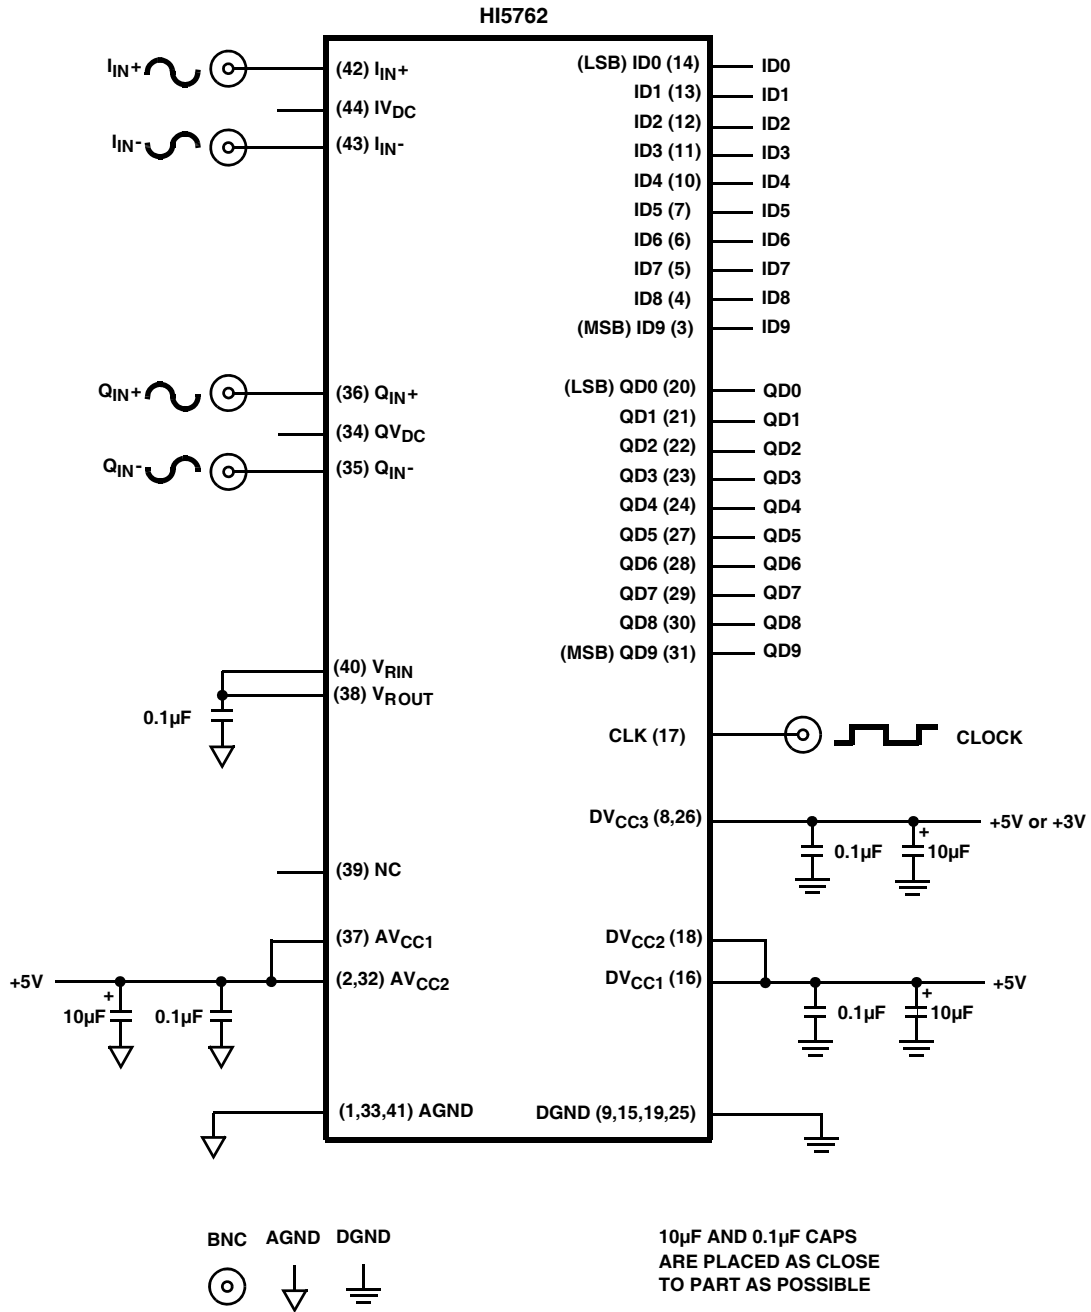 HI5762
IIN+
(42) IIN+
(44) IVDC
IIN-
(43) IIN-
(LSB) ID0 (14)
ID0
ID1 (13)
ID1
ID2 (12)
ID2
ID3 (11)
ID3
ID4 (10)
ID4
ID5 (7)
ID5
ID6 (6)
ID6
ID7 (5)
ID7
ID8 (4)
ID8
(MSB) ID9 (3)
ID9
QIN+
(36) QIN+
(34) QVDC
QIN-
(35) QIN-
(LSB) QD0 (20)
QD0
QD1 (21)
QD1
QD2 (22)
QD2
QD3 (23)
QD3
QD4 (24)
QD4
QD5 (27)
QD5
QD6 (28)
QD6
QD7 (29)
QD7
QD8 (30)
QD8
(MSB) QD9 (31)
QD9
(40) VRIN
(38) VROUT
0.1µF
CLK (17)
CLOCK
DVCC3 (8,26)
+5V or +3V
+
0.1µF
10µF
(39) NC
(37) AVCC1
DVCC2 (18)
+5V
(2,32) AVCC2
DVCC1 (16)
+5V
+
10µF
0.1µF
+
0.1µF
10µF
(1,33,41) AGND
DGND (9,15,19,25)
BNC
AGND
DGND
10µF AND 0.1µF CAPS
ARE PLACED AS CLOSE
TO PART AS POSSIBLE